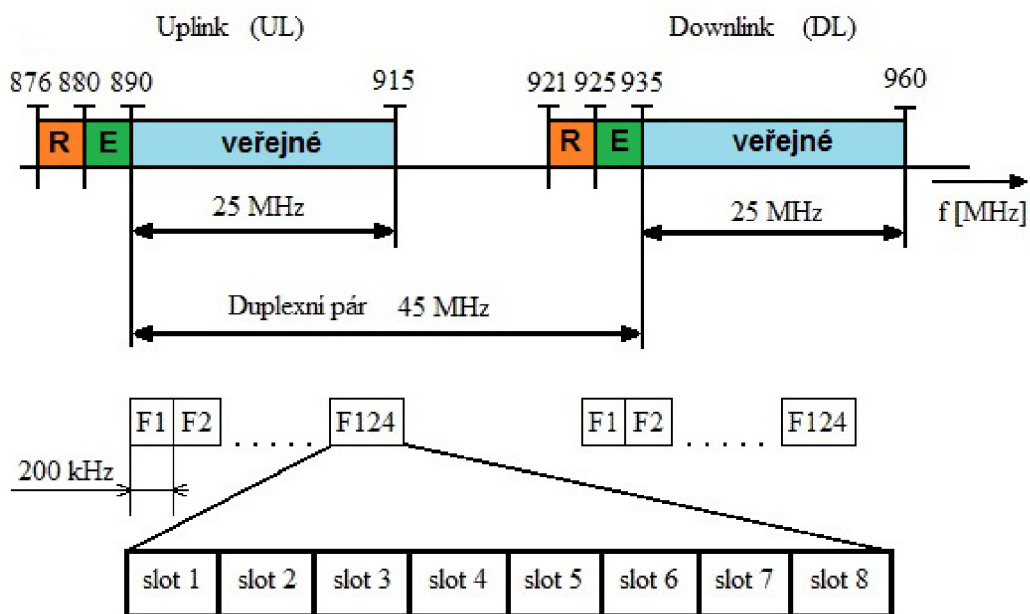 Uplink (UL) Downlink (DL)
876 880 890 915 921 925 935 960
R E veřejné R E veřejné
25 MHz 25 MHz f [MHz]
Duplexní pár 45 MHz
F1 F2 ..... F124 F1 F2 ..... F124
200 kHz
slot 1 slot 2 slot 3 slot 4 slot 5 slot 6 slot 7 slot 8